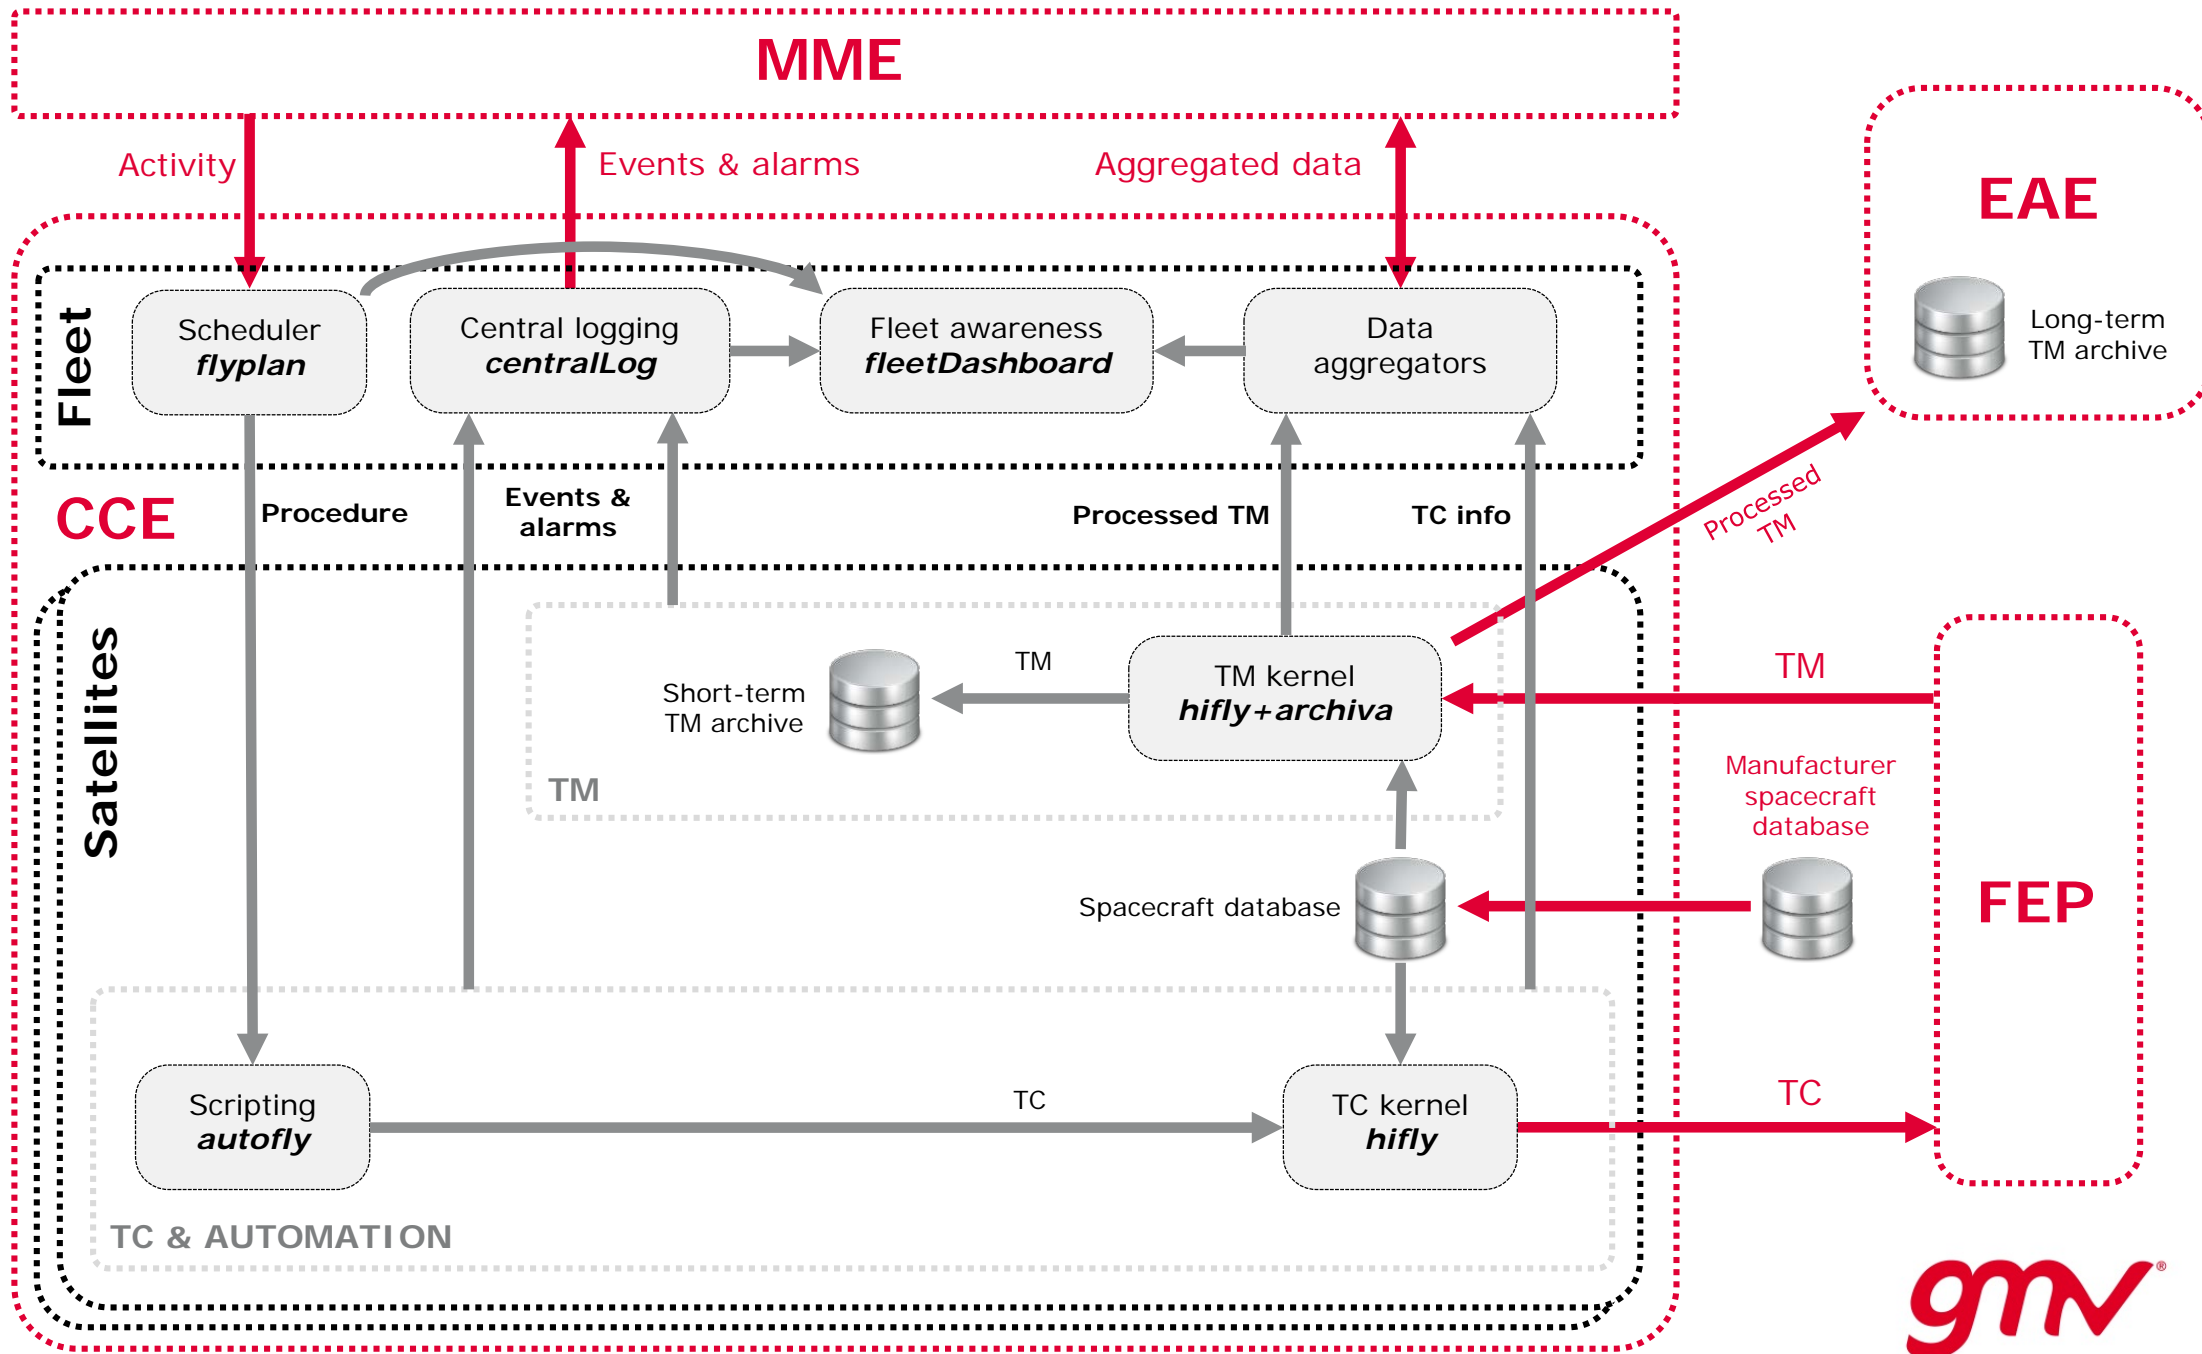 MME
Activity
Events & alarms
Aggregated data
EAE
Long-term
TM archive
Fleet
Scheduler
flyplan
Central logging
centralLog
Fleet awareness
fleetDashboard
Data
aggregators
CCE
Procedure
Events &
alarms
Processed TM
TC info
Processed
TM
Satellites
Short-term
TM archive
TM
TM kernel
hifly+archiva
TM
TM
Manufacturer
spacecraft
database
Spacecraft database
FEP
Scripting
autofly
TC
TC kernel
hifly
TC
TC & AUTOMATION
gmv®